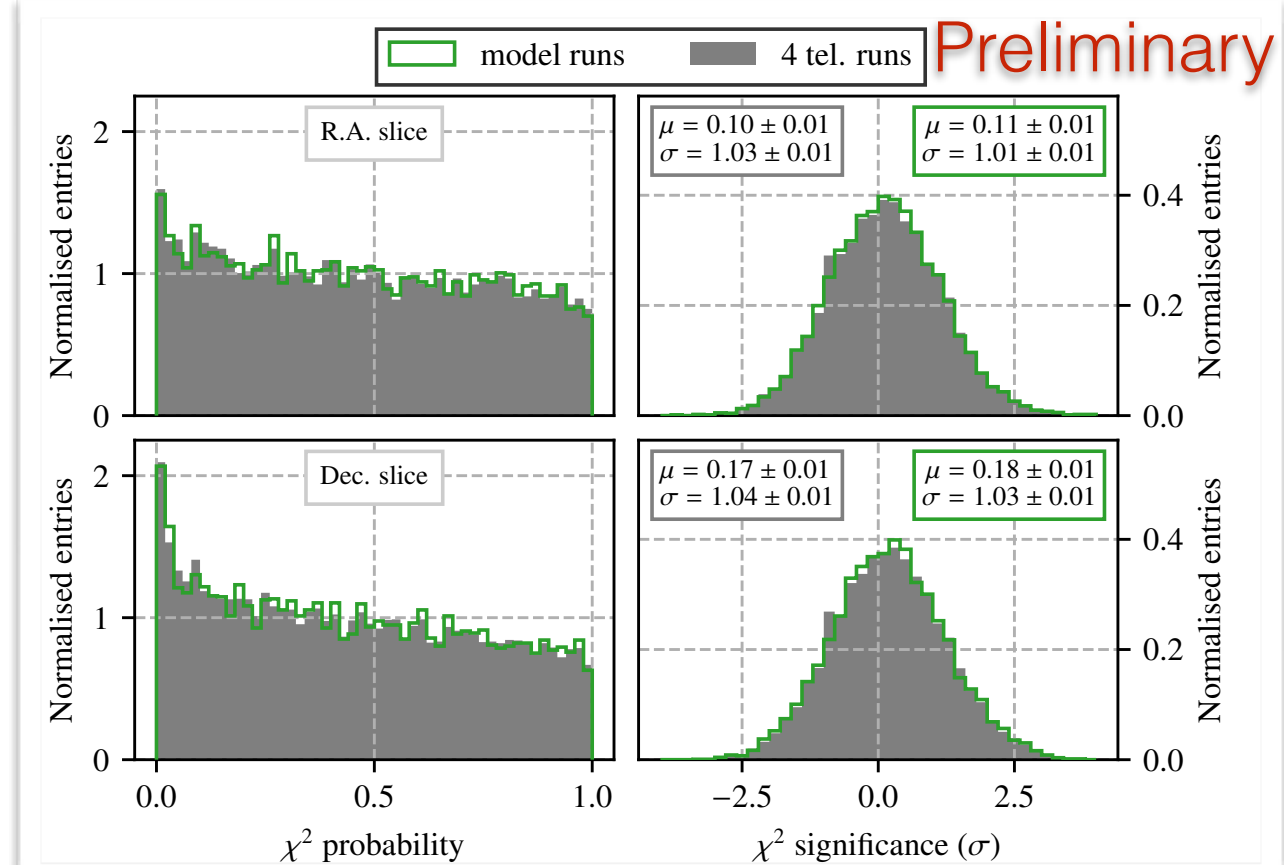 model runs
4 tel. runs
Preliminary
2
1
0
Normalised entries
R.A. slice
μ = 0.10 ± 0.01
σ = 1.03 ± 0.01
μ = 0.11 ± 0.01
σ = 1.01 ± 0.01
0.4
0.2
0.0
Normalised entries
2
1
0
Normalised entries
Dec. slice
μ = 0.17 ± 0.01
σ = 1.04 ± 0.01
μ = 0.18 ± 0.01
σ = 1.03 ± 0.01
0.4
0.2
0.0
Normalised entries
0.0 0.5 1.0
−2.5 0.0 2.5
χ² probability
χ² significance (σ)